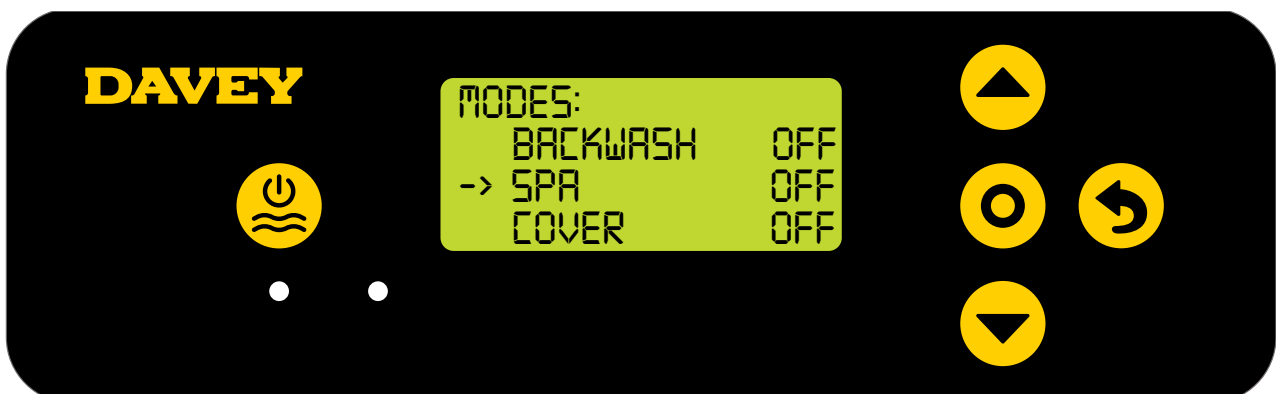 DAVEY
MODES:
BACKWASH OFF
-> SPA OFF
COVER OFF